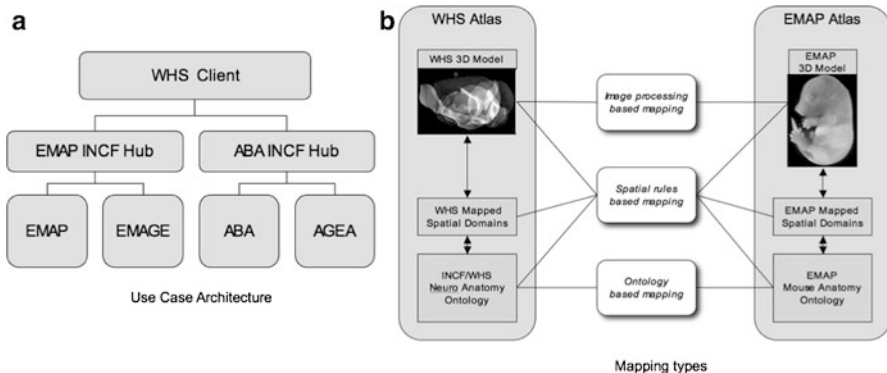 a
WHS Client
EMAP INCF Hub
ABA INCF Hub
EMAP
EMAGE
ABA
AGEA
Use Case Architecture
b
WHS Atlas
WHS 3D Model
WHS Mapped
Spatial Domains
INCF/WHS
Neuro Anatomy
Ontology
Image processing
based mapping
Spatial rules
based mapping
Ontology
based mapping
EMAP Atlas
EMAP
3D Model
EMAP Mapped
Spatial Domains
EMAP
Mouse Anatomy
Ontology
Mapping types